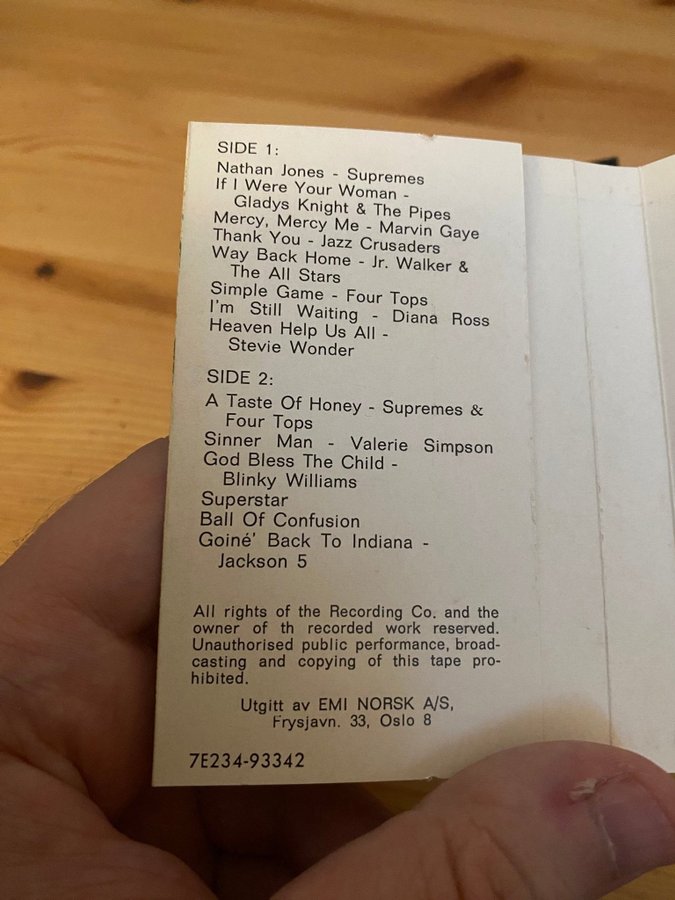 SIDE 1:
Nathan Jones - Supremes
If I Were Your Woman -
Gladys Knight & The Pipes
Mercy, Mercy Me - Marvin Gaye
Thank You - Jazz Crusaders
Way Back Home - Jr. Walker &
The All Stars
Simple Game - Four Tops
I'm Still Waiting - Diana Ross
Heaven Help Us All -
Stevie Wonder
SIDE 2:
A Taste Of Honey - Supremes &
Four Tops
Sinner Man - Valerie Simpson
God Bless The Child -
Blinky Williams
Superstar
Ball Of Confusion
Goiné' Back To Indiana -
Jackson 5
All rights of the Recording Co. and the
owner of th recorded work reserved.
Unauthorised public performance, broad-
casting and copying of this tape pro-
hibited.
Utgitt av EMI NORSK A/S,
Frysjavn. 33, Oslo 8
7E234-93342